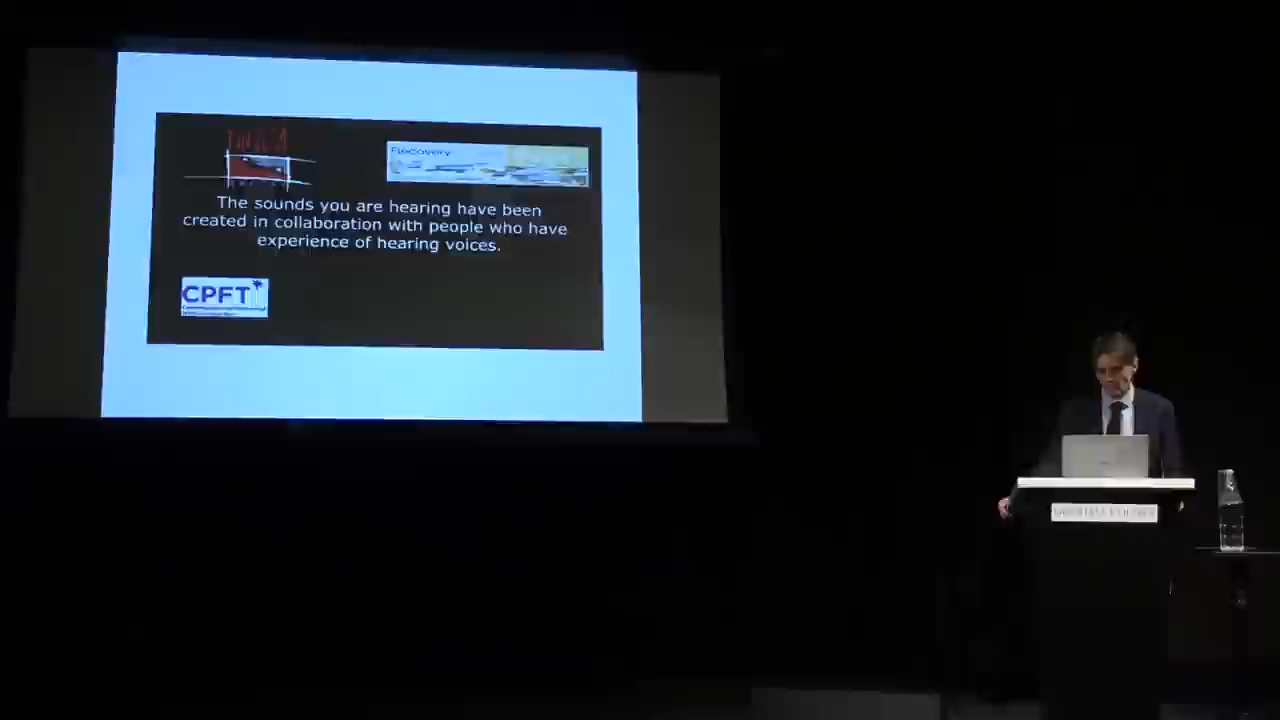 Recovery
The sounds you are hearing have been
created in collaboration with people who have
experience of hearing voices.
CPFT